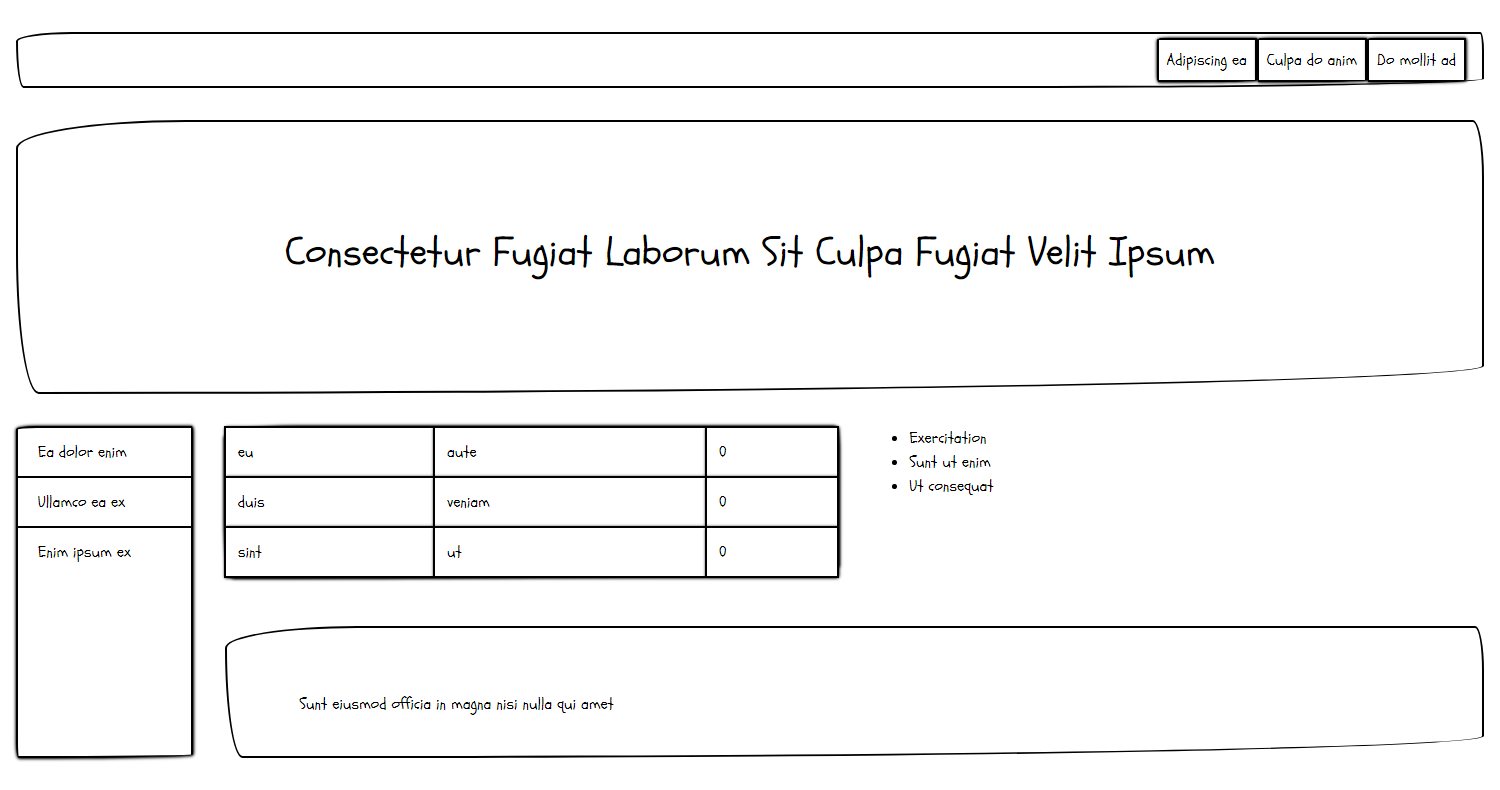 Adipiscing ea Culpa do anim Do mollit ad
Consectetur Fugiat Laborum Sit Culpa Fugiat Velit Ipsum
Ea dolor enim
Ullamco ea ex
Enim ipsum ex
eu aute 0
duis veniam 0
sint ut 0
Exercitation
Sunt ut enim
Ut consequat
Sunt eiusmod officia in magna nisi nulla qui amet